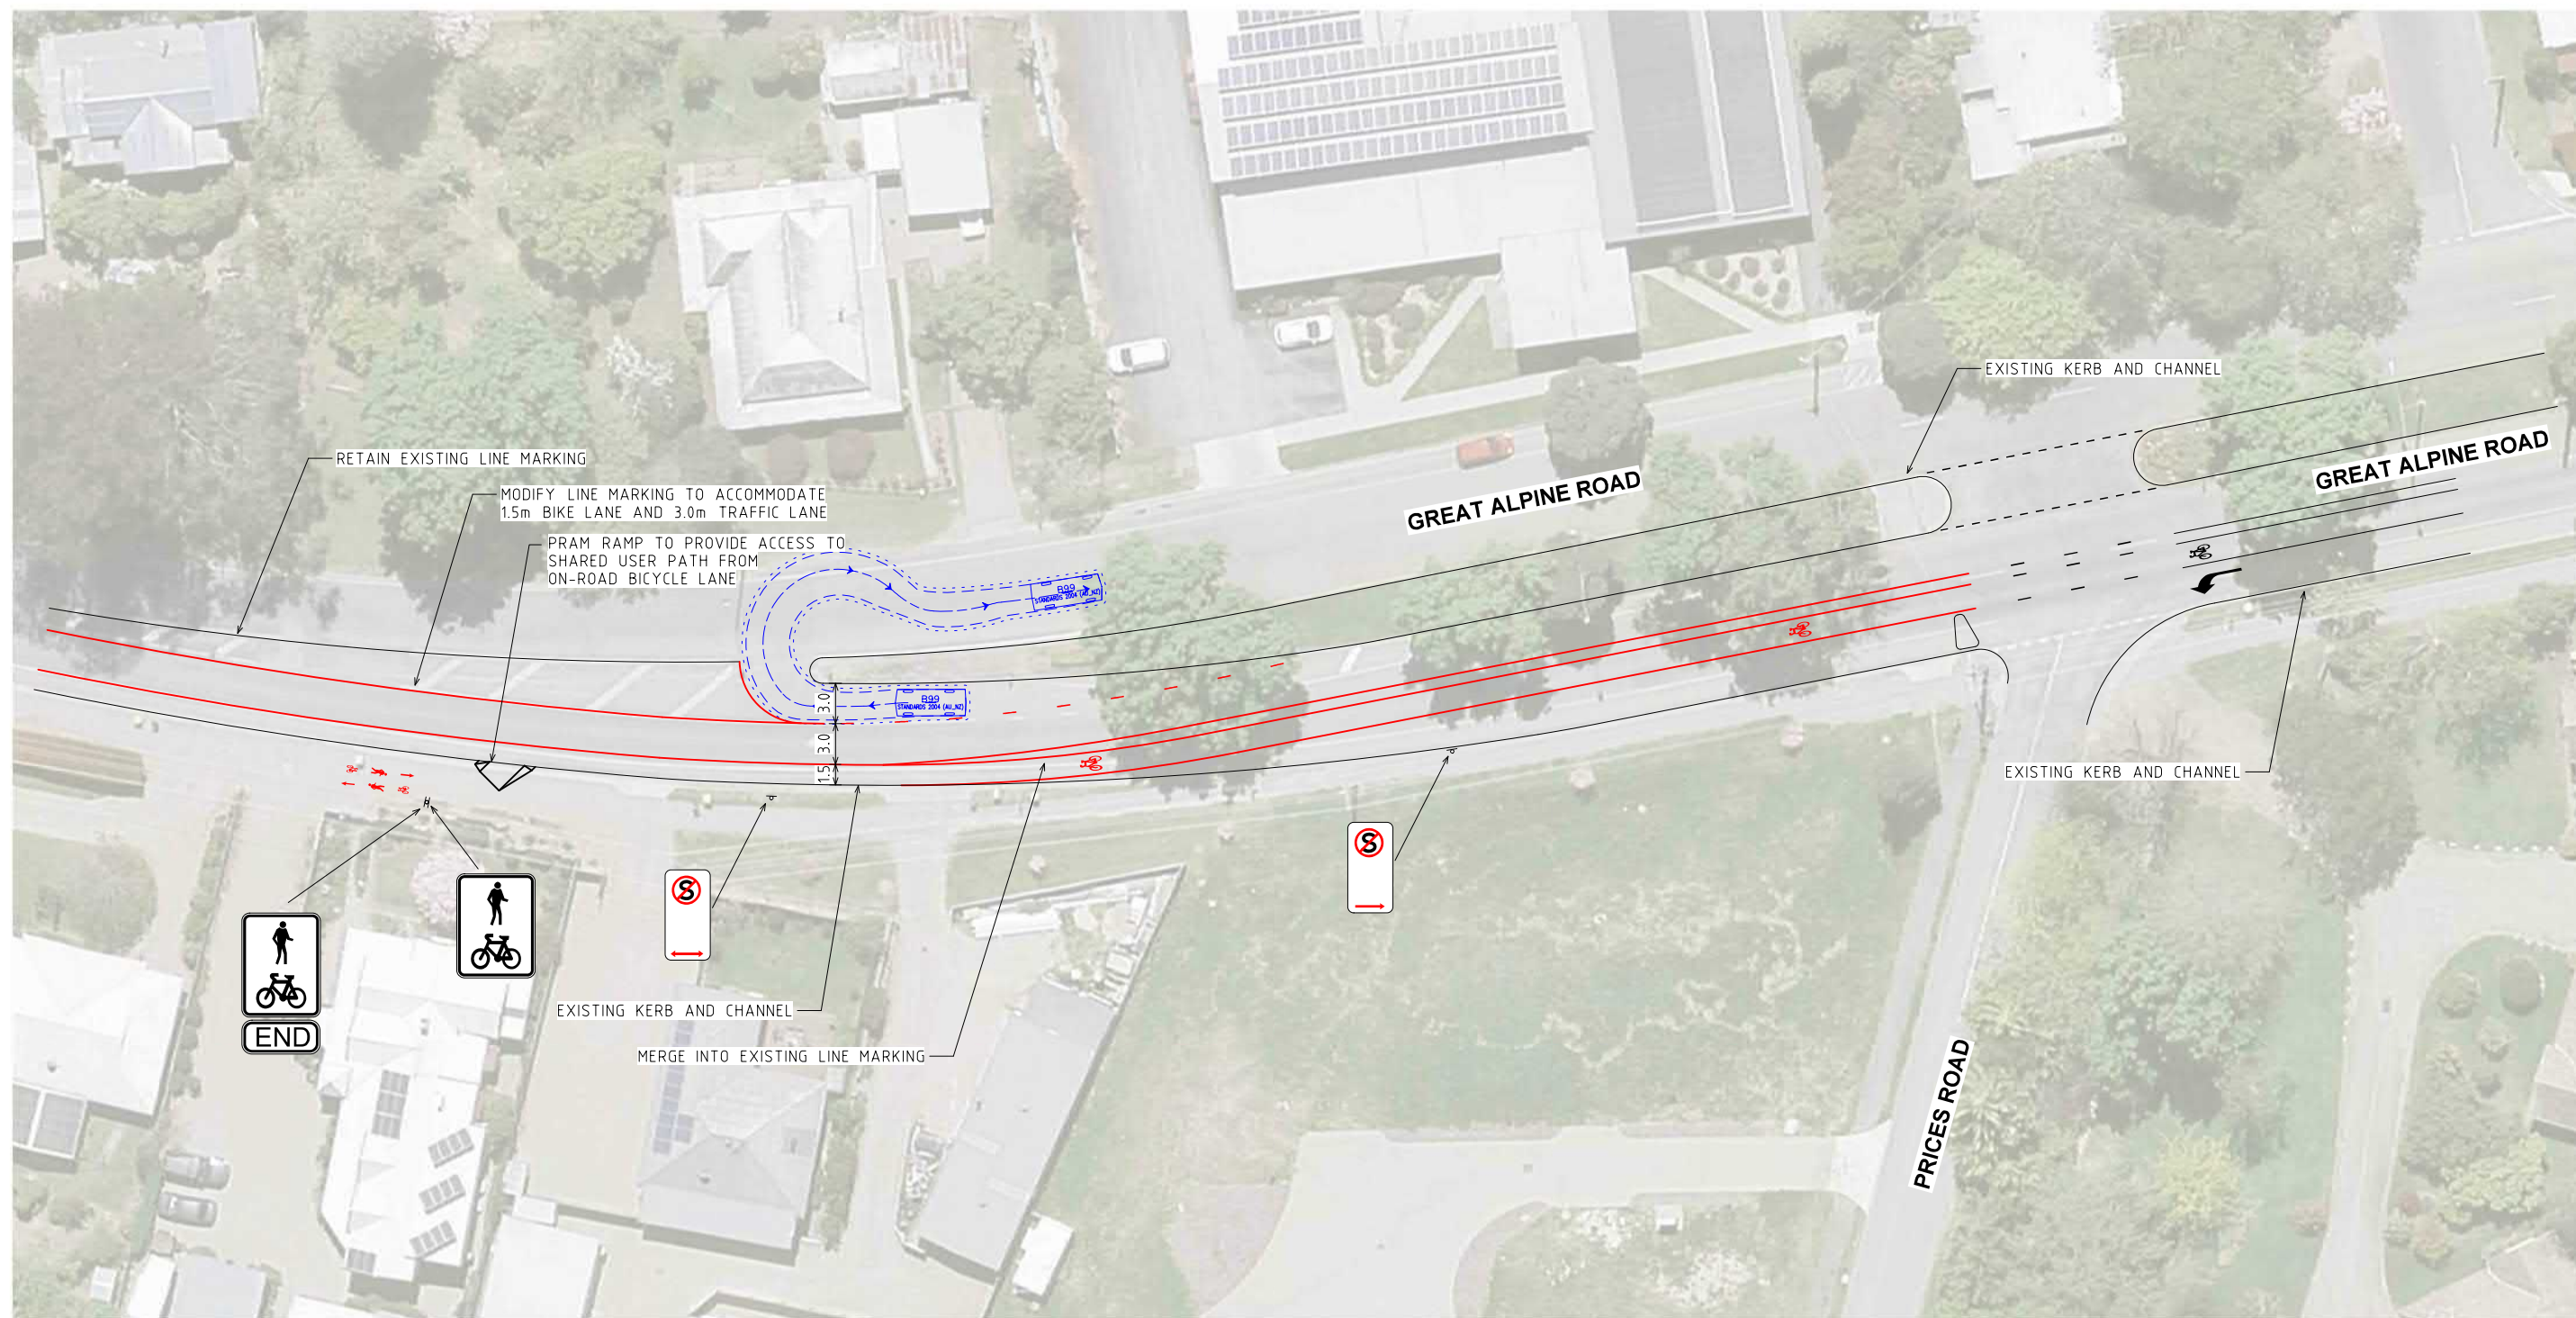 EXISTING KERB AND CHANNEL
GREAT ALPINE ROAD
GREAT ALPINE ROAD
RETAIN EXISTING LINE MARKING
MODIFY LINE MARKING TO ACCOMMODATE
1.5m BIKE LANE AND 3.0m TRAFFIC LANE
PRAM RAMP TO PROVIDE ACCESS TO
SHARED USER PATH FROM
ON-ROAD BICYCLE LANE
B99
STANDARDS 2004 (AU_NZ)
B99
STANDARDS 2004 (AU_NZ)
3.0
3.0
1.5
EXISTING KERB AND CHANNEL
S
S
END
EXISTING KERB AND CHANNEL
MERGE INTO EXISTING LINE MARKING
PRICES ROAD